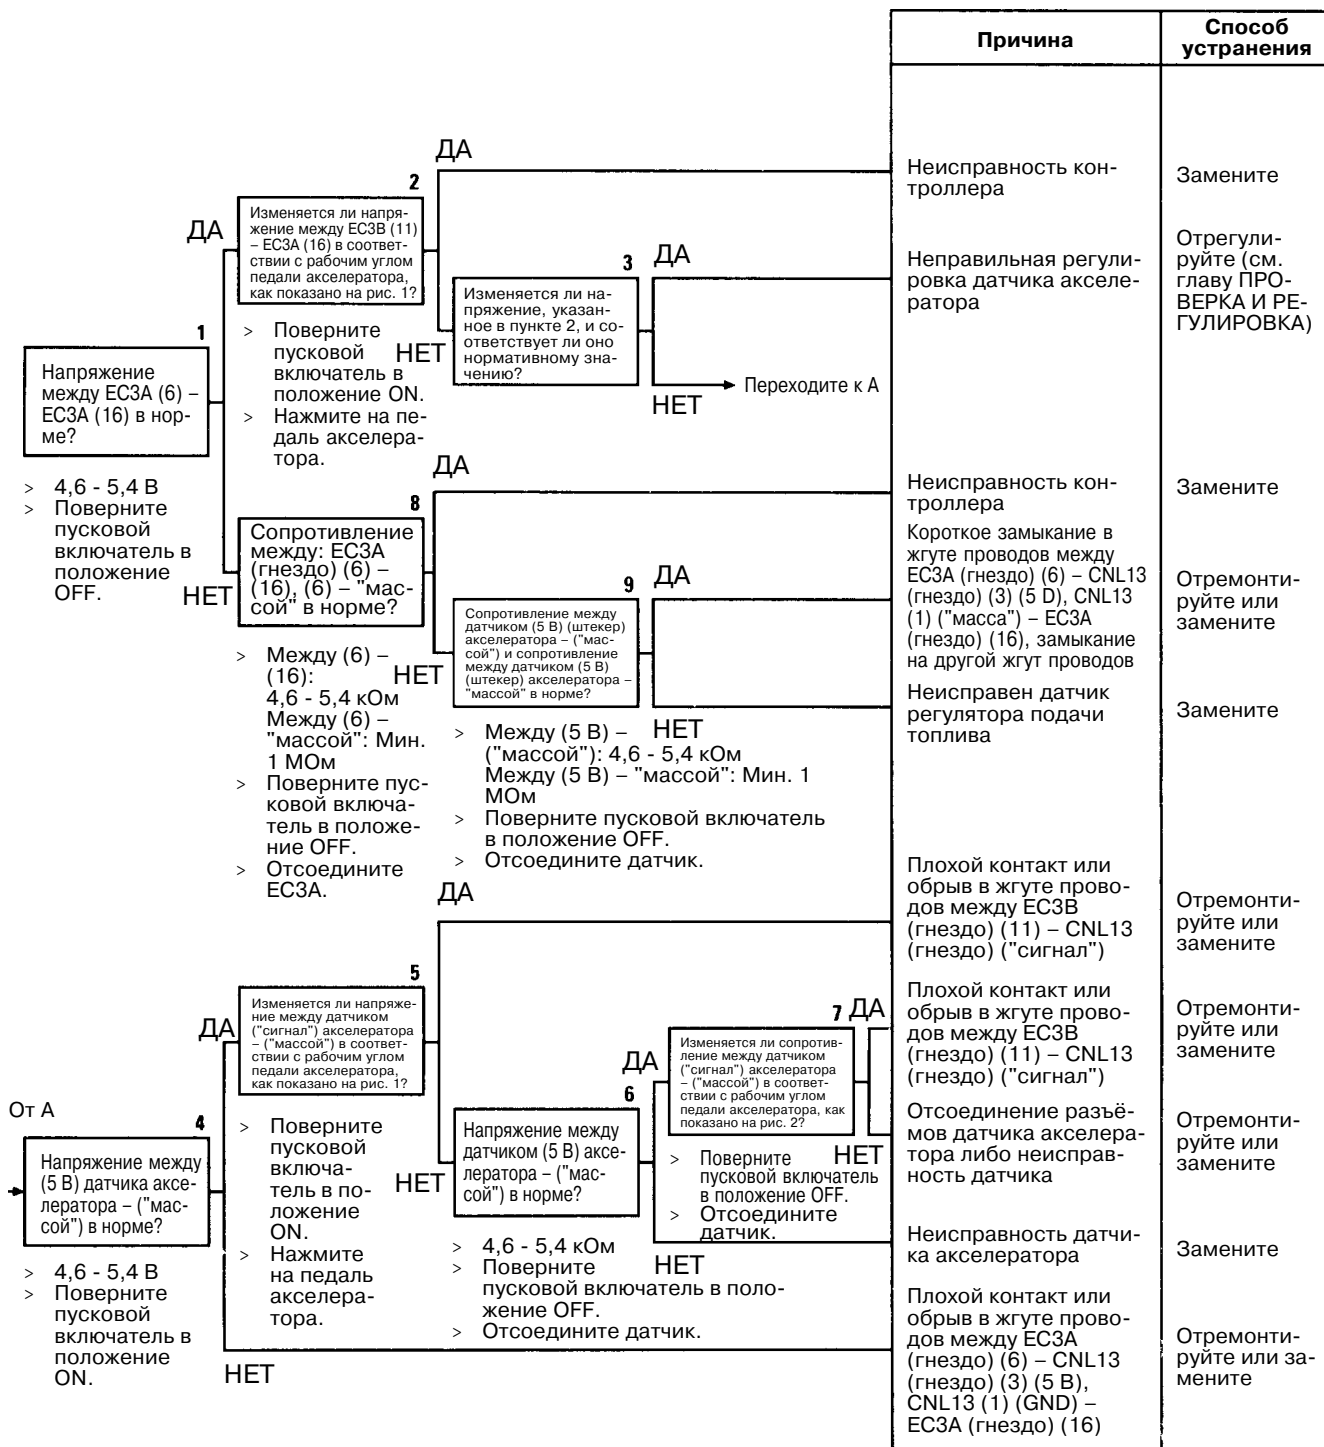 Причина
Способ
устранения
ДА
2
Изменяется ли напря-
жение между ЕС3В (11)
– ЕС3А (16) в соответ-
ствии с рабочим углом
педали акселератора,
как показано на рис. 1?
ДА
> Поверните
пусковой
включатель в
положение ON.
> Нажмите на пе-
даль акселера-
тора.
НЕТ
3
ДА
Изменяется ли на-
пряжение, указан-
ное в пункте 2, и со-
ответствует ли оно
нормативному зна-
чению?
НЕТ
Переходите к А
1
Напряжение
между ЕС3А (6) –
ЕС3А (16) в нор-
ме?
> 4,6 - 5,4 В
> Поверните
пусковой
включатель в
положение
OFF.
НЕТ
8
ДА
Сопротивление
между: ЕС3А
(гнездо) (6) –
(16), (6) – "мас-
сой" в норме?
> Между (6) –
(16):
4,6 - 5,4 кОм
Между (6) –
"массой": Мин.
1 МОм
> Поверните пус-
ковой включа-
тель в положе-
ние OFF.
> Отсоедините
ЕС3А.
НЕТ
9
ДА
Сопротивление между
датчиком (5 В) (штекер)
акселератора – ("мас-
сой") и сопротивление
между датчиком (5 В)
(штекер) акселератора –
"массой" в норме?
НЕТ
> Между (5 В) –
("массой"): 4,6 - 5,4 кОм
Между (5 В) – "массой": Мин. 1
МОм
> Поверните пусковой включатель
в положение OFF.
> Отсоедините датчик.
Неисправность кон-
троллера
Замените
Неправильная регули-
ровка датчика акселе-
ратора
Отрегули-
руйте (см.
главу ПРО-
ВЕРКА И РЕ-
ГУЛИРОВКА)
Неисправность кон-
троллера
Замените
Короткое замыкание в
жгуте проводов между
ЕС3А (гнездо) (6) – CNL13
(гнездо) (3) (5 D), CNL13
(1) ("масса") – ЕС3А
(гнездо) (16), замыкание
на другой жгут проводов
Отремонти-
руйте или
замените
Неисправен датчик
регулятора подачи
топлива
Замените
От А
4
Напряжение между
(5 В) датчика аксе-
лератора – ("мас-
сой") в норме?
> 4,6 - 5,4 В
> Поверните
пусковой
включатель в
положение
ON.
ДА
НЕТ
5
ДА
Изменяется ли напряже-
ние между датчиком
("сигнал") акселератора
– ("массой") в соответ-
ствии с рабочим углом
педали акселератора,
как показано на рис. 1?
> Поверните
пусковой
включа-
тель в по-
ложение
ON.
> Нажмите
на педаль
акселера-
тора.
НЕТ
6
ДА
Напряжение между
датчиком (5 В) аксе-
лератора – ("мас-
сой") в норме?
> 4,6 - 5,4 кОм
> Поверните
пусковой включатель в поло-
жение OFF.
> Отсоедините датчик.
НЕТ
7
ДА
Изменяется ли сопротив-
ление между датчиком
("сигнал") акселератора
– ("массой") в соответ-
ствии с рабочим углом
педали акселератора, как
показано на рис. 2?
> Поверните
пусковой включатель
в положение OFF.
> Отсоедините
датчик.
НЕТ
Плохой контакт или
обрыв в жгуте прово-
дов между ЕС3В
(гнездо) (11) – CNL13
(гнездо) ("сигнал")
Отремонти-
руйте или
замените
Плохой контакт или
обрыв в жгуте прово-
дов между ЕС3В
(гнездо) (11) – CNL13
(гнездо) ("сигнал")
Отремонти-
руйте или
замените
Отсоединение разъё-
мов датчика акселера-
тора либо неисправ-
ность датчика
Отремонти-
руйте или
замените
Неисправность датчи-
ка акселератора
Замените
Плохой контакт или
обрыв в жгуте прово-
дов между ЕС3А
(гнездо) (6) – CNL13
(гнездо) (3) (5 В),
CNL13 (1) (GND) –
ЕС3А (гнездо) (16)
Отремонти-
руйте или за-
мените